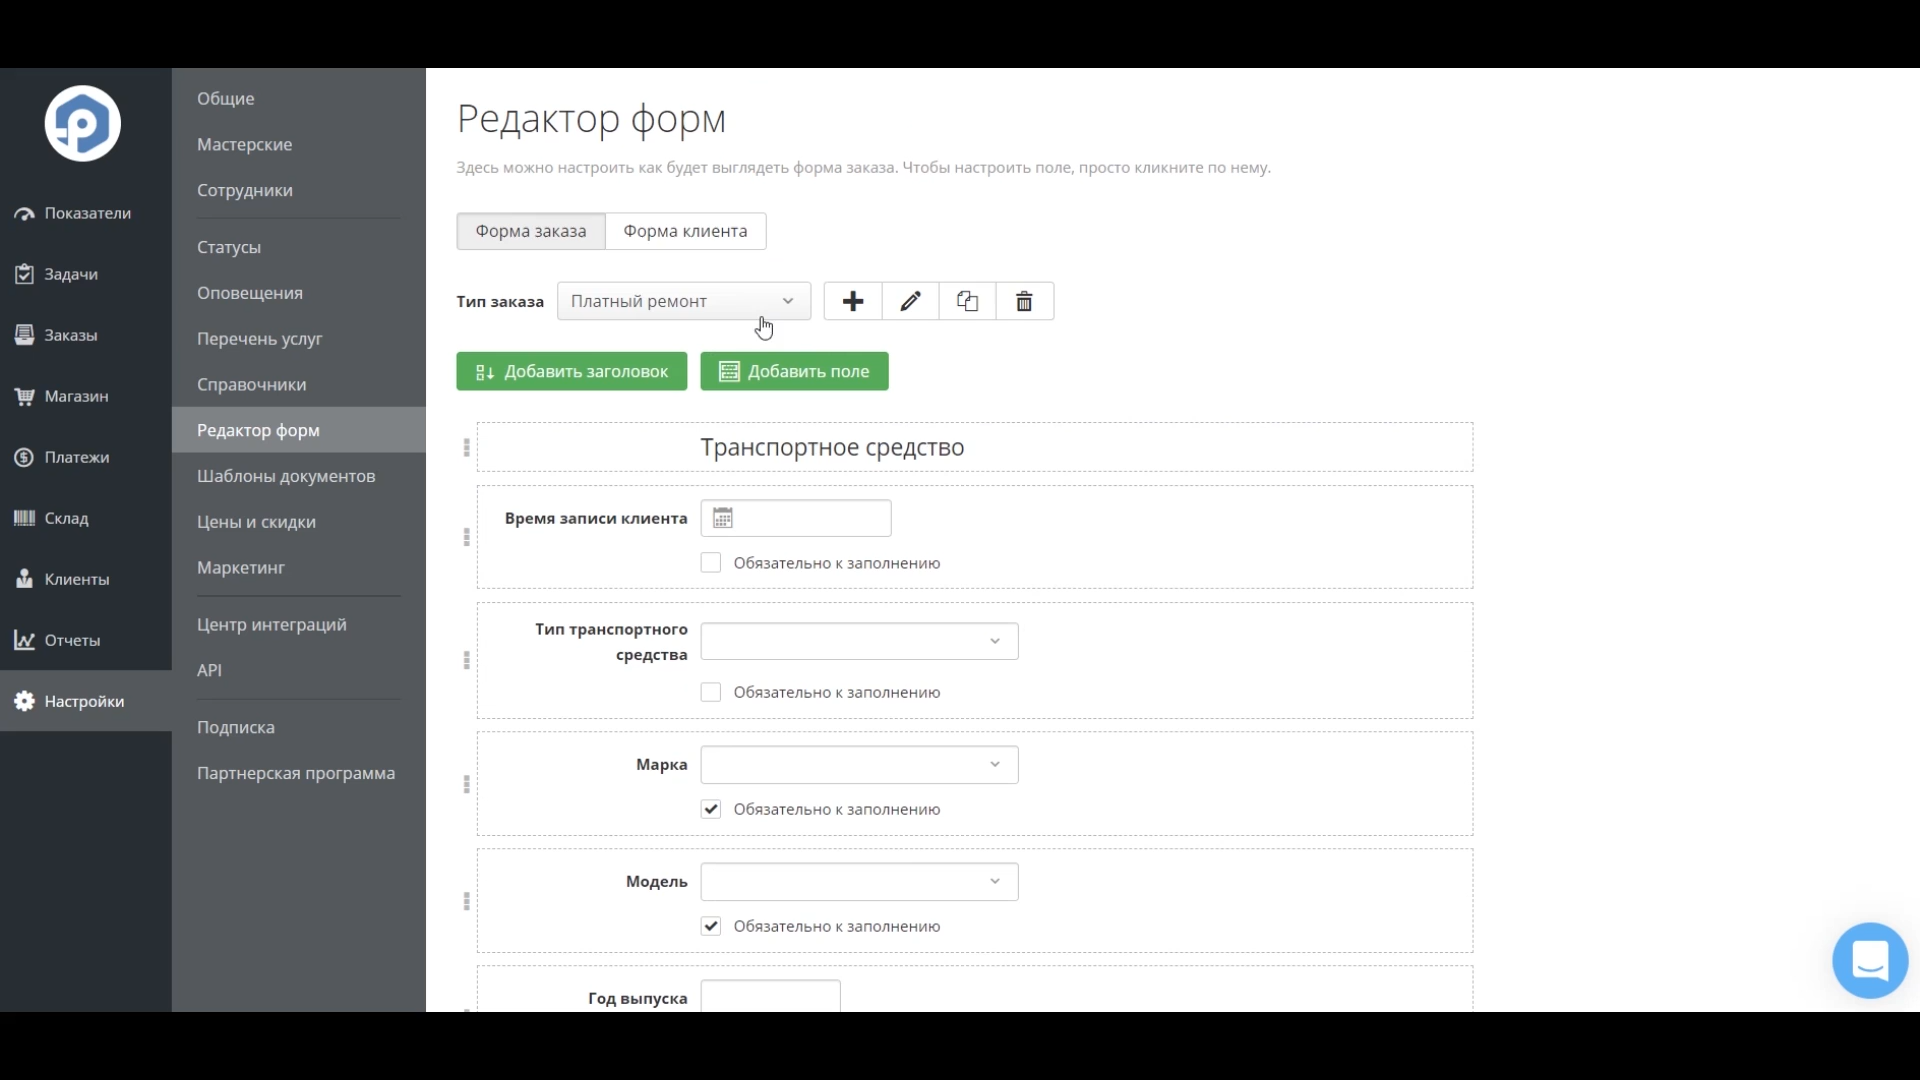 Показатели
Задачи
Заказы
Магазин
Платежи
Склад
Клиенты
Отчеты
Настройки
Общие
Мастерские
Сотрудники
Статусы
Оповещения
Перечень услуг
Справочники
Редактор форм
Шаблоны документов
Цены и скидки
Маркетинг
Центр интеграций
API
Подписка
Партнерская программа
Редактор форм
Здесь можно настроить как будет выглядеть форма заказа. Чтобы настроить поле, просто кликните по нему.
Форма заказа Форма клиента
Тип заказа Платный ремонт
Добавить заголовок Добавить поле
Транспортное средство
Время записи клиента
Обязательно к заполнению
Тип транспортного
средства
Обязательно к заполнению
Марка
Обязательно к заполнению
Модель
Обязательно к заполнению
Год выпуска